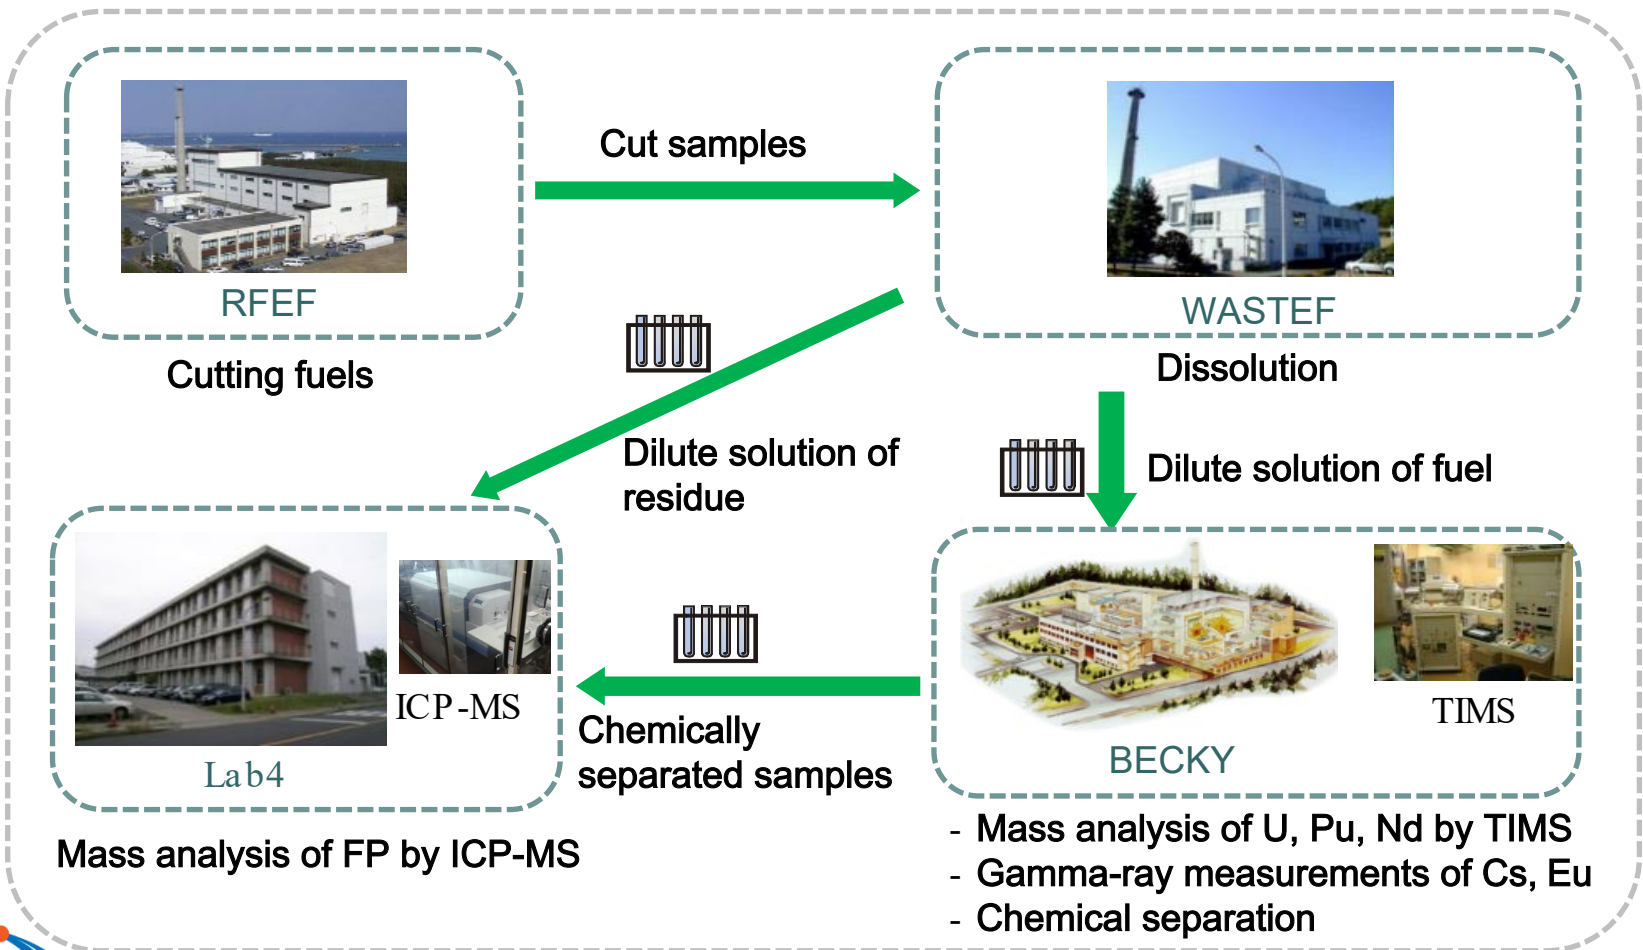 Cut samples
RFEF
WASTEF
Cutting fuels
Dissolution
Dilute solution of
residue
Dilute solution of fuel
ICP-MS
Lab4
Chemically
separated samples
TIMS
BECKY
Mass analysis of FP by ICP-MS
- Mass analysis of U, Pu, Nd by TIMS
- Gamma-ray measurements of Cs, Eu
- Chemical separation